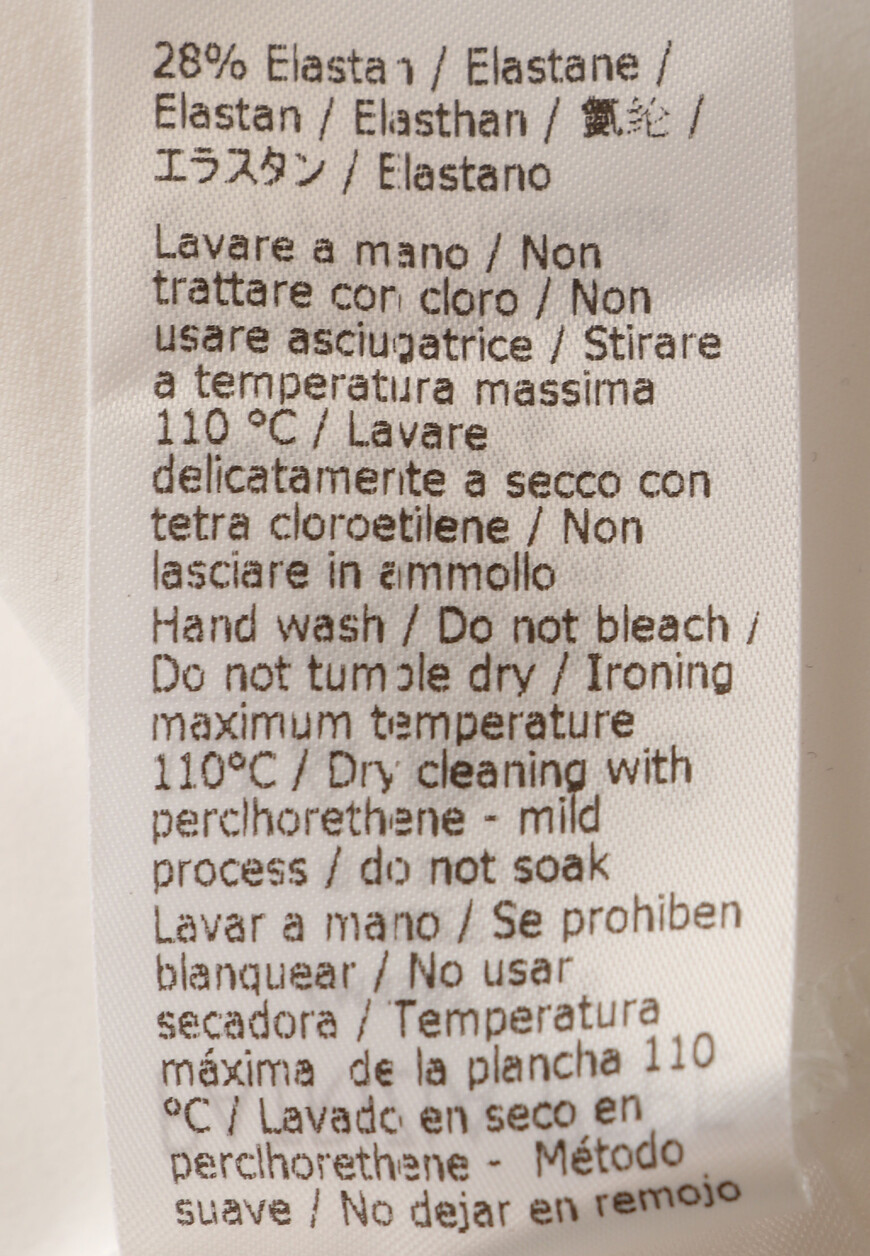 28% Elastan / Elastane /
Elastan / Elasthan / 氨纶 /
エラスタン / Elastano
Lavare a mano / Non
trattare con cloro / Non
usare asciugatrice / Stirare
a temperatura massima
110 °C / Lavare
delicatamente a secco con
tetra cloroetilene / Non
lasciare in ammollo
Hand wash / Do not bleach /
Do not tumble dry / Ironing
maximum temperature
110°C / Dry cleaning with
perclhorethene - mild
process / do not soak
Lavar a mano / Se prohiben
blanquear / No usar
secadora / Temperatura
máxima de la plancha 110
°C / Lavado en seco en
perclhorethene - Método
suave / No dejar en remojo